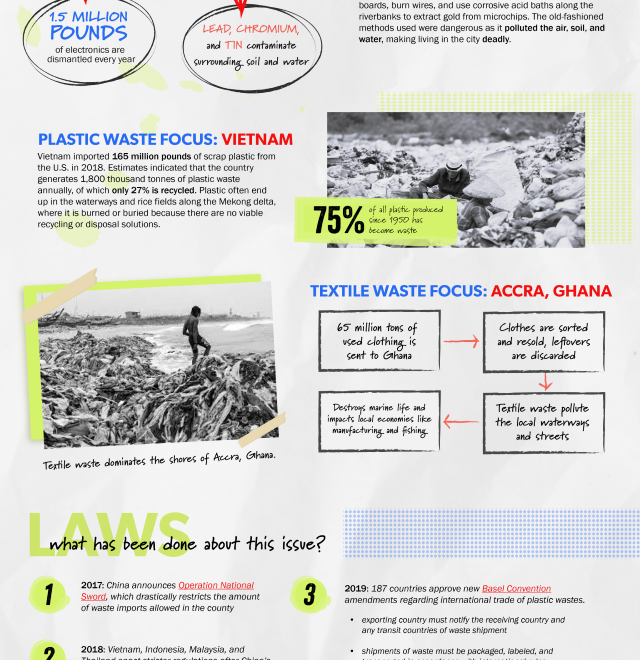 1.5 MILLION
POUNDS
of electronics are
dismantled every year
LEAD, CHROMIUM,
and TIN contaminate
surrounding soil and water
boards, burn wires, and use corrosive acid baths along the
riverbanks to extract gold from microchips. The old-fashioned
methods used were dangerous as it polluted the air, soil, and
water, making living in the city deadly.
PLASTIC WASTE FOCUS: VIETNAM
Vietnam imported 165 million pounds of scrap plastic from
the U.S. in 2018. Estimates indicated that the country
generates 1,800 thousand tonnes of plastic waste
annually, of which only 27% is recycled. Plastic often end
up in the waterways and rice fields along the Mekong delta,
where it is burned or buried because there are no viable
recycling or disposal solutions.
75%
of all plastic produced
since 1950 has
become waste
Textile waste dominates the shores of Accra, Ghana.
TEXTILE WASTE FOCUS: ACCRA, GHANA
65 million tons of
used clothing is
sent to Ghana
Clothes are sorted
and resold, leftovers
are discarded
Textile waste pollute
the local waterways
and streets
Destroys marine life and
impacts local economies like
manufacturing and fishing.
LAWS
what has been done about this issue?
1
2017: China announces Operation National
Sword, which drastically restricts the amount
of waste imports allowed in the county
2
2018: Vietnam, Indonesia, Malaysia, and
3
2019: 187 countries approve new Basel Convention
amendments regarding international trade of plastic wastes.
• exporting country must notify the receiving country and
any transit countries of waste shipment
• shipments of waste must be packaged, labeled, and